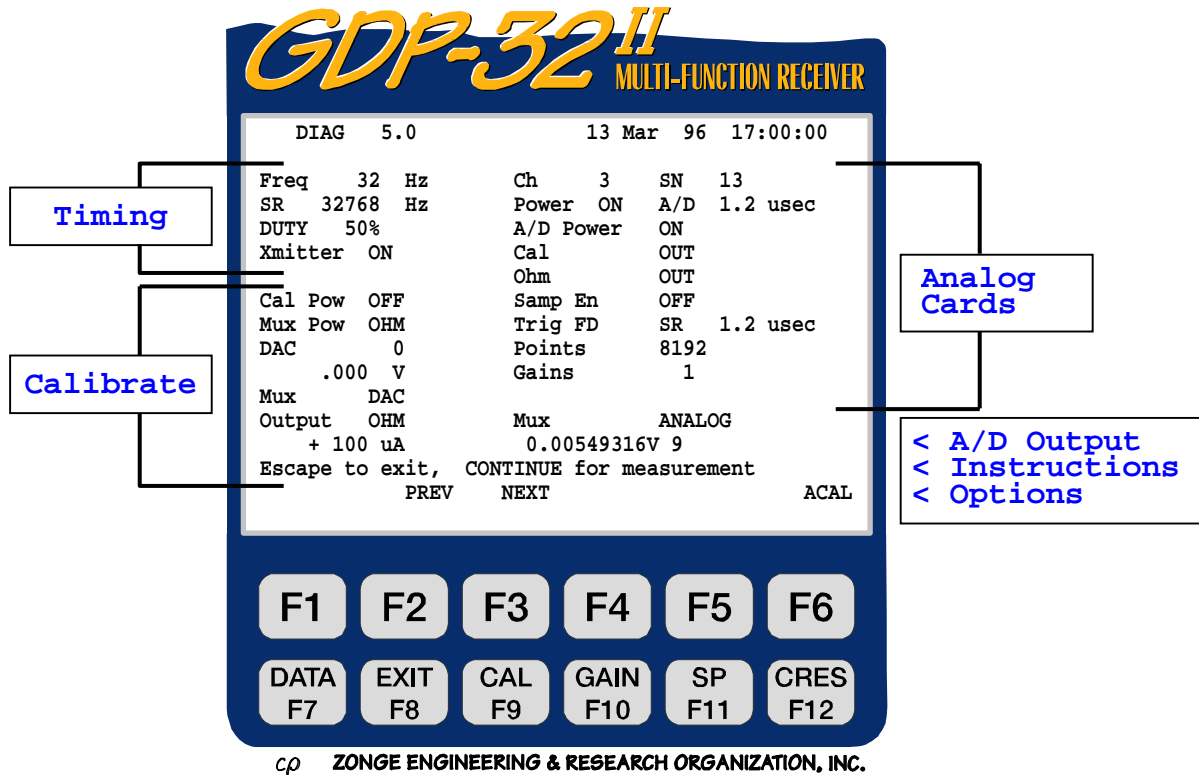 GDP-32 II
MULTI-FUNCTION RECEIVER
DIAG 5.0 13 Mar 96 17:00:00
Freq 32 Hz Ch 3 SN 13
SR 32768 Hz Power ON A/D 1.2 usec
DUTY 50% A/D Power ON
Xmitter ON Cal OUT
Ohm OUT
Cal Pow OFF Samp En OFF
Mux Pow OHM Trig FD SR 1.2 usec
DAC 0 Points 8192
.000 V Gains 1
Mux DAC
Output OHM Mux ANALOG
+ 100 uA 0.00549316V 9
Escape to exit, CONTINUE for measurement
PREV NEXT ACAL
Timing
Calibrate
Analog
Cards
< A/D Output
< Instructions
< Options
F1 F2 F3 F4 F5 F6
DATA EXIT CAL GAIN SP CRES
F7 F8 F9 F10 F11 F12
cp ZONGE ENGINEERING & RESEARCH ORGANIZATION, INC.